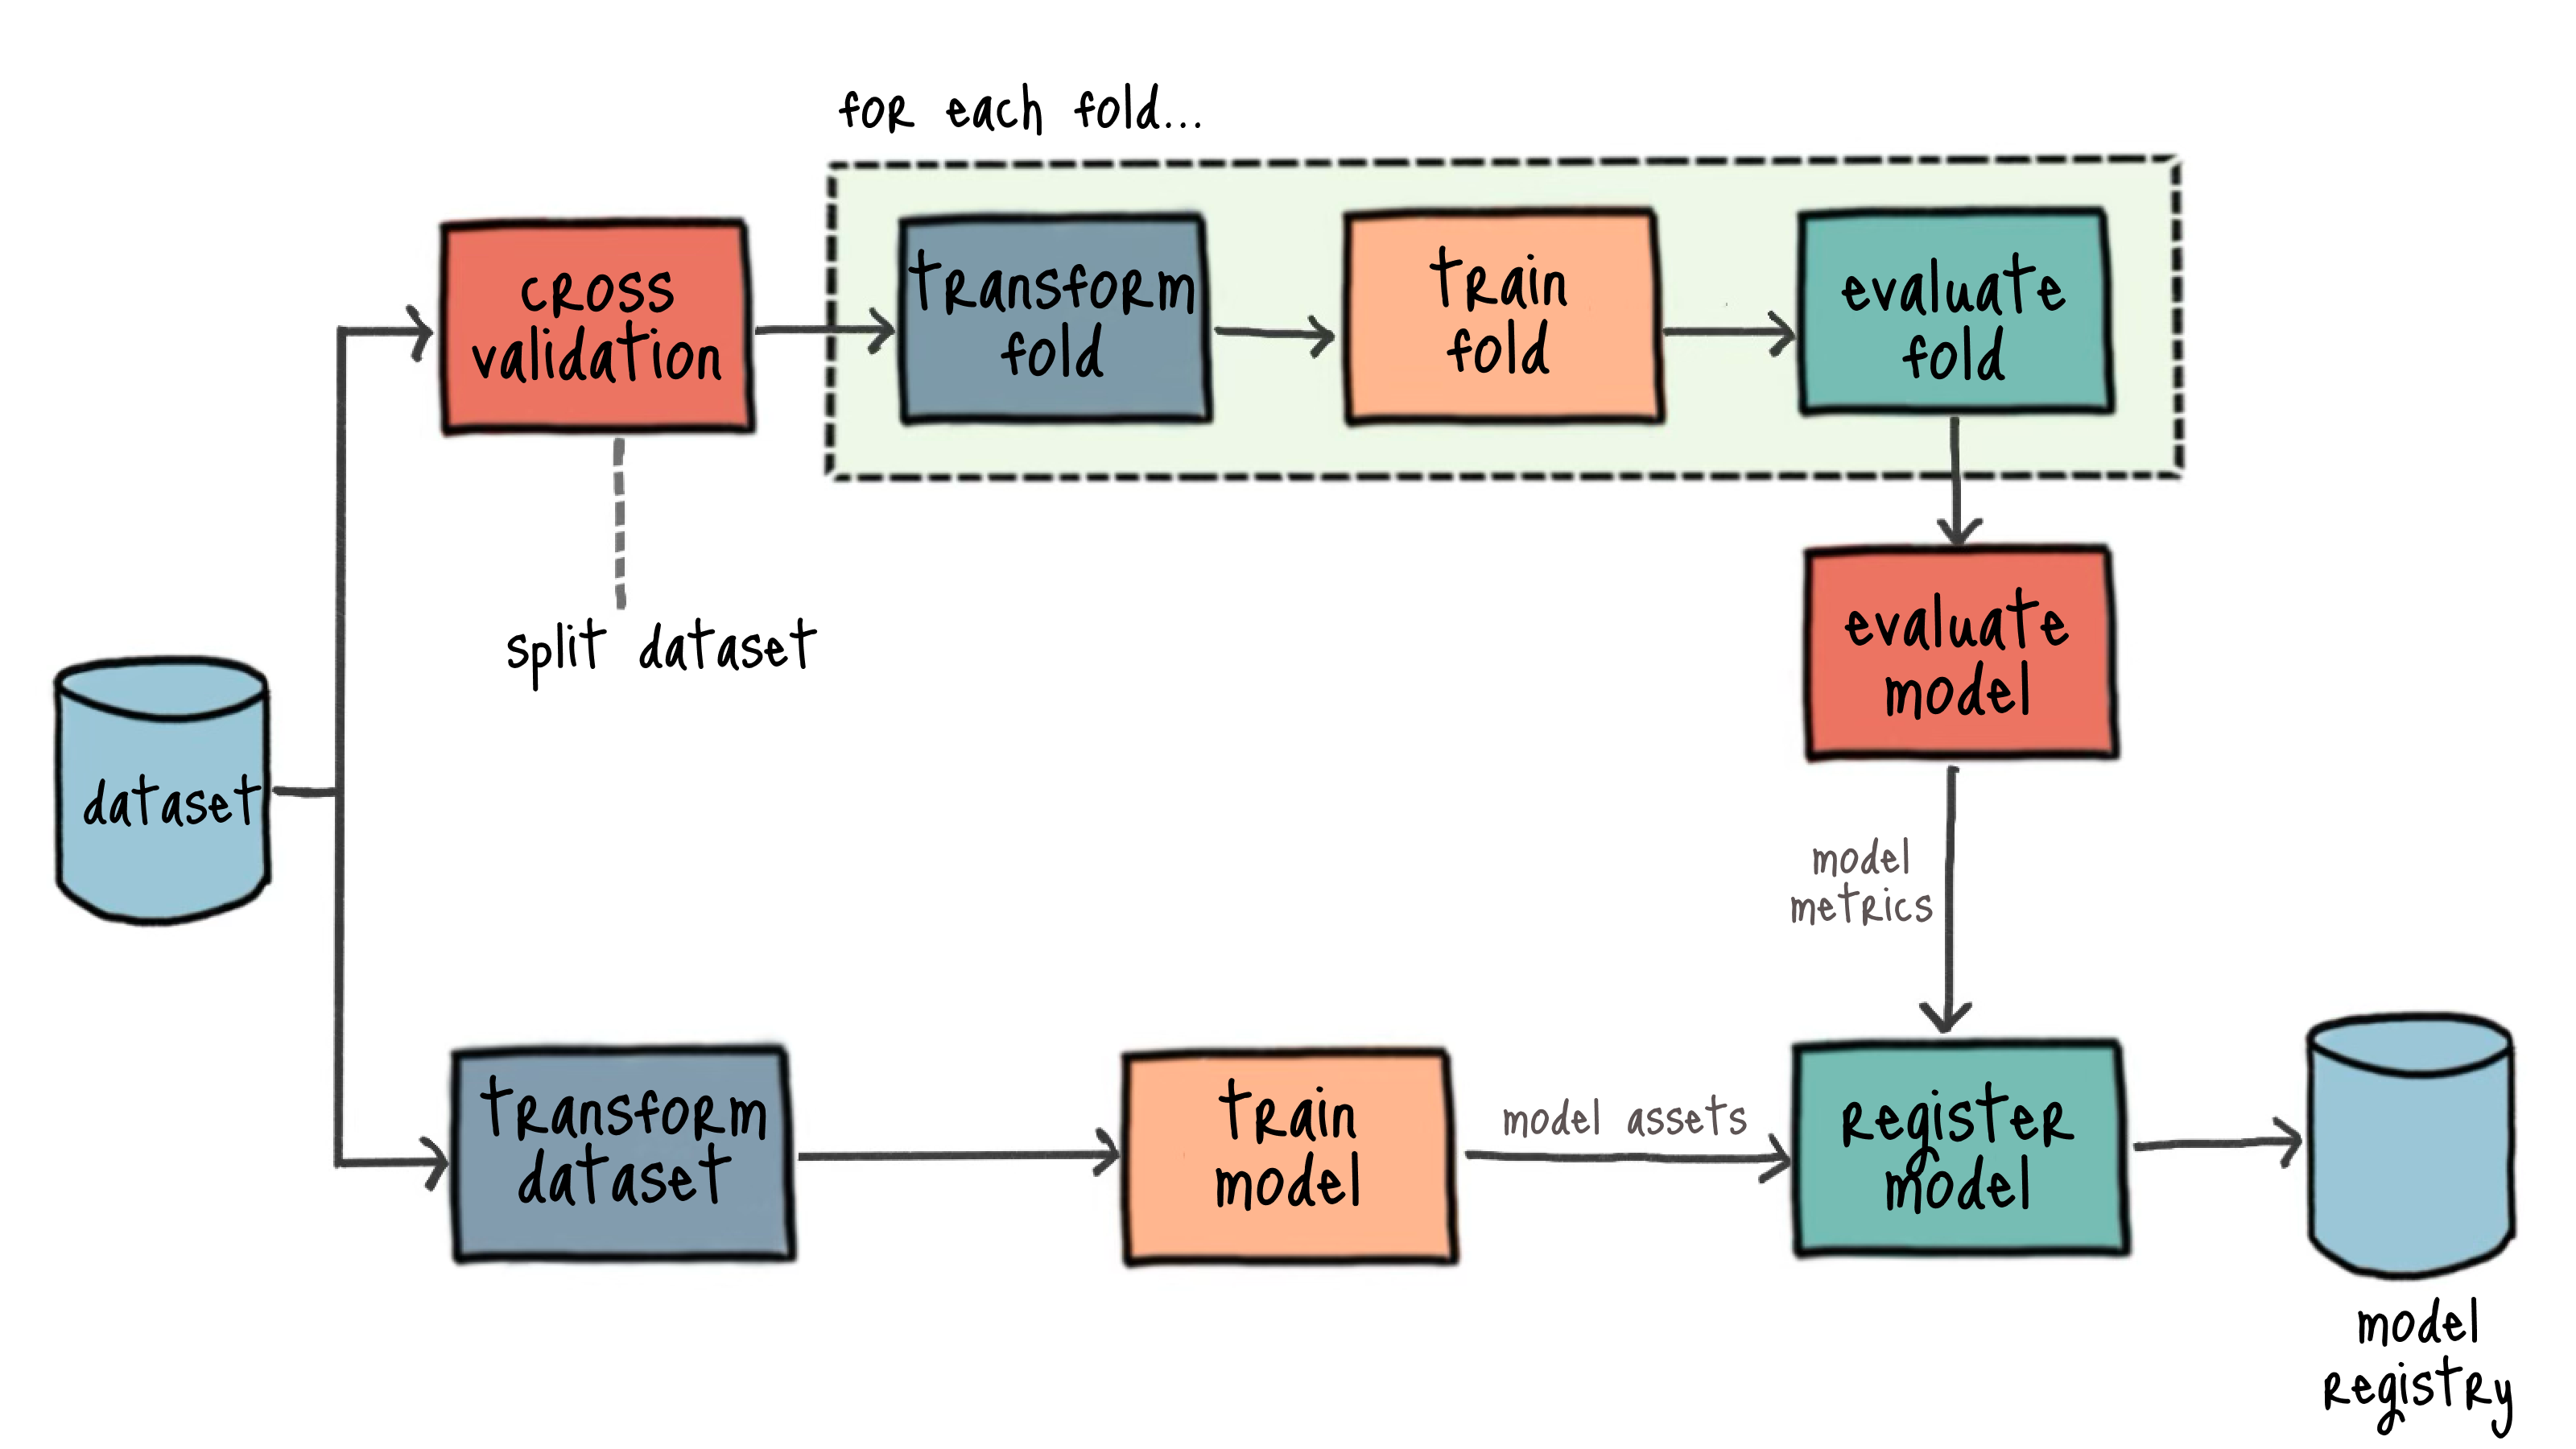 for each fold...
cross
validation
transform
fold
train
fold
evaluate
fold
split dataset
evaluate
model
dataset
model
metrics
transform
dataset
train
model
model assets
register
model
model
registry